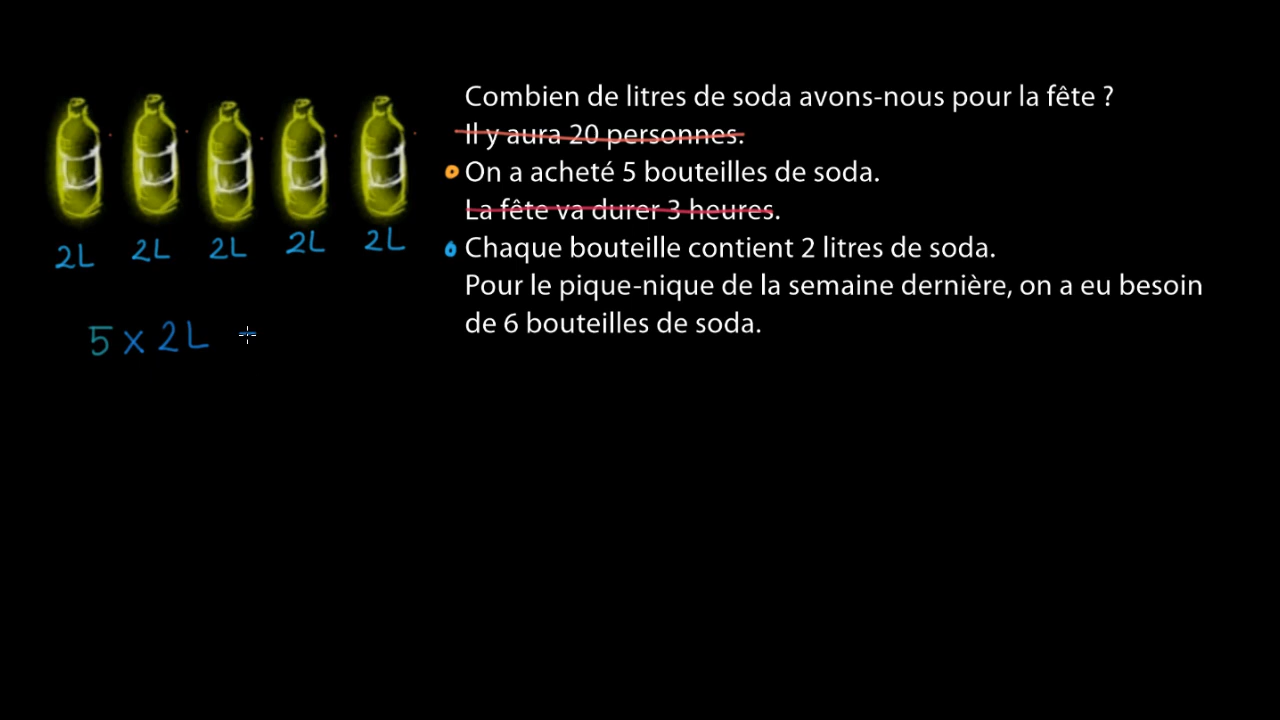 Combien de litres de soda avons-nous pour la fête ?
Il y aura 20 personnes.
On a acheté 5 bouteilles de soda.
La fête va durer 3 heures.
Chaque bouteille contient 2 litres de soda.
Pour le pique-nique de la semaine dernière, on a eu besoin
de 6 bouteilles de soda.
2L 2L 2L 2L 2L
5 x 2L